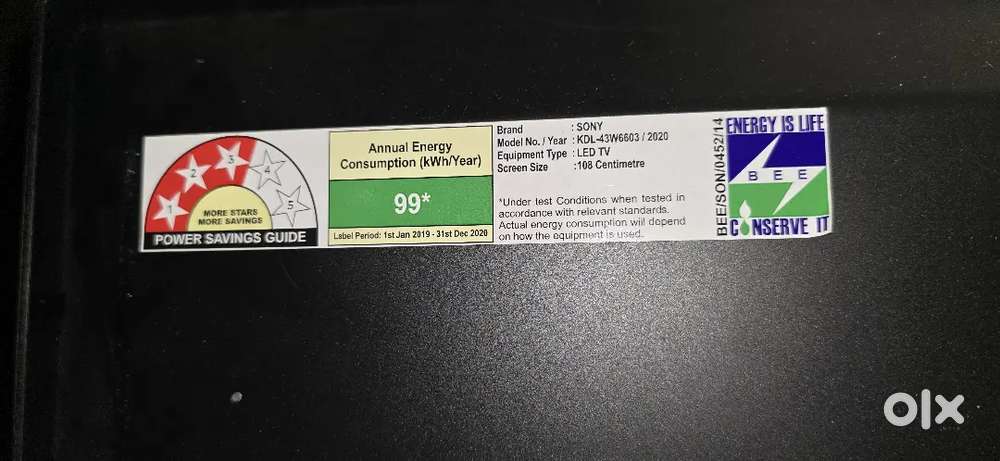 1
2
3
4
5
MORE STARS
MORE SAVINGS
POWER SAVINGS GUIDE
Annual Energy
Consumption (kWh/Year)
99*
Label Period: 1st Jan 2019 - 31st Dec 2020
Brand : SONY
Model No. / Year : KDL-43W6603 / 2020
Equipment Type : LED TV
Screen Size :108 Centimetre
*Under test Conditions when tested in
accordance with relevant standards.
Actual energy consumption will depend
on how the equipment is used.
BEE/SON/0452/14
ENERGY IS LIFE
BEE
CONSERVE IT
olx